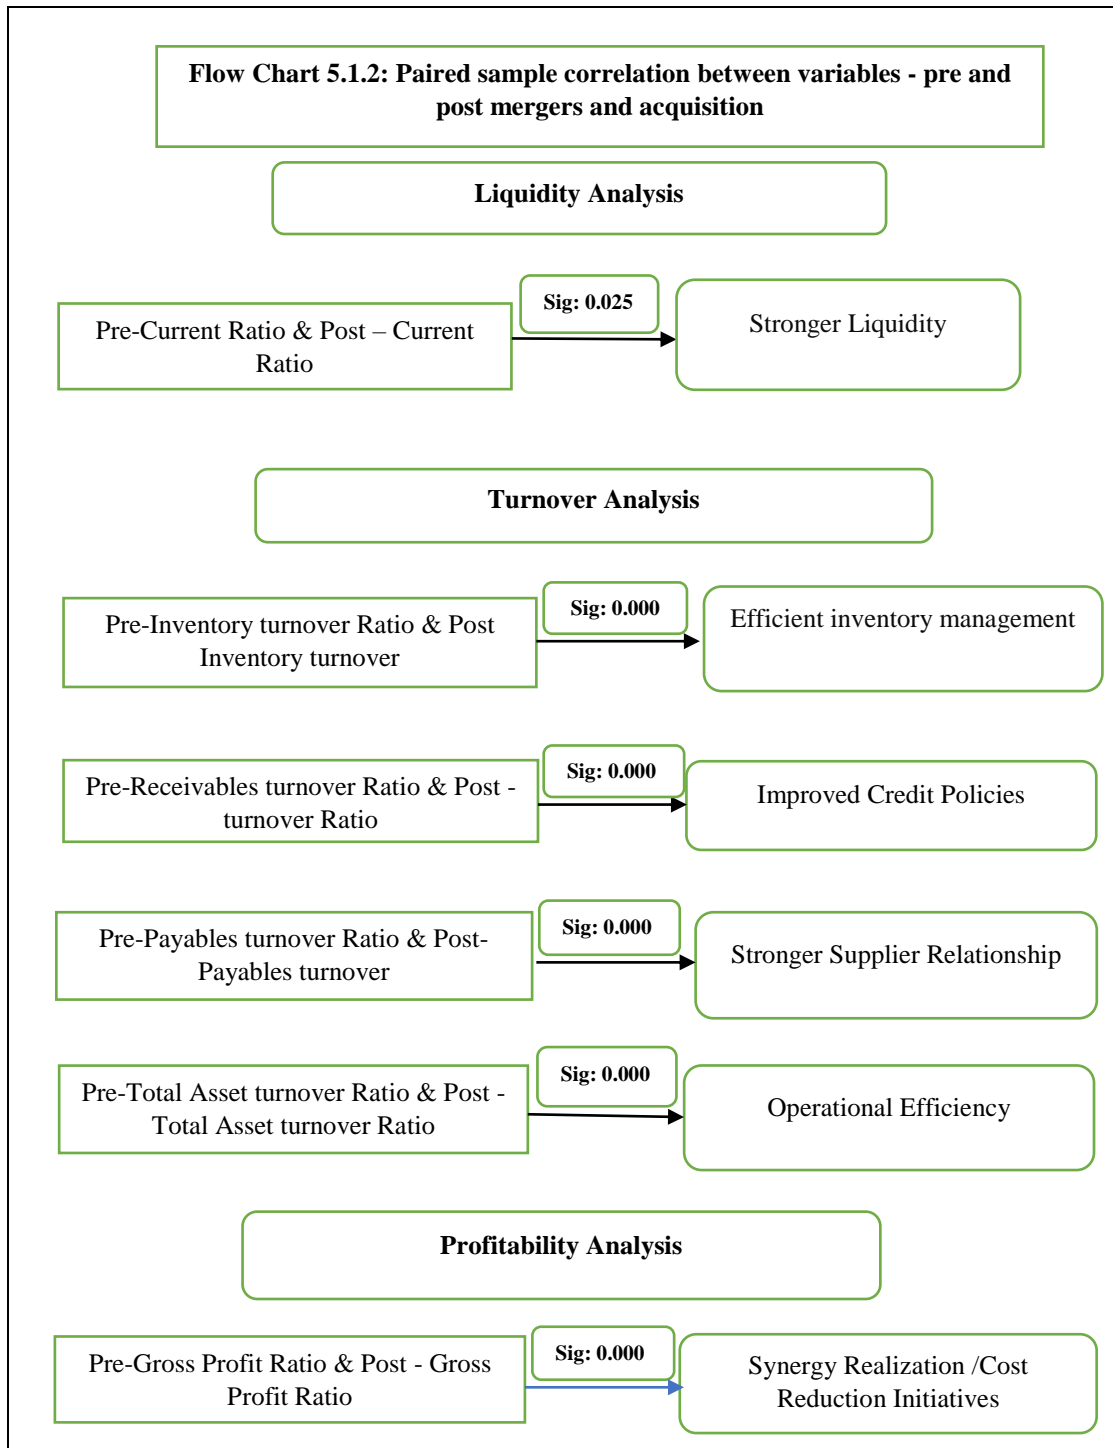 Flow Chart 5.1.2: Paired sample correlation between variables - pre and
post mergers and acquisition
Liquidity Analysis
Sig: 0.025
Pre-Current Ratio & Post – Current
Ratio
Stronger Liquidity
Turnover Analysis
Sig: 0.000
Pre-Inventory turnover Ratio & Post
Inventory turnover
Efficient inventory management
Sig: 0.000
Pre-Receivables turnover Ratio & Post -
turnover Ratio
Improved Credit Policies
Sig: 0.000
Pre-Payables turnover Ratio & Post-
Payables turnover
Stronger Supplier Relationship
Sig: 0.000
Pre-Total Asset turnover Ratio & Post -
Total Asset turnover Ratio
Operational Efficiency
Profitability Analysis
Sig: 0.000
Pre-Gross Profit Ratio & Post - Gross
Profit Ratio
Synergy Realization /Cost
Reduction Initiatives